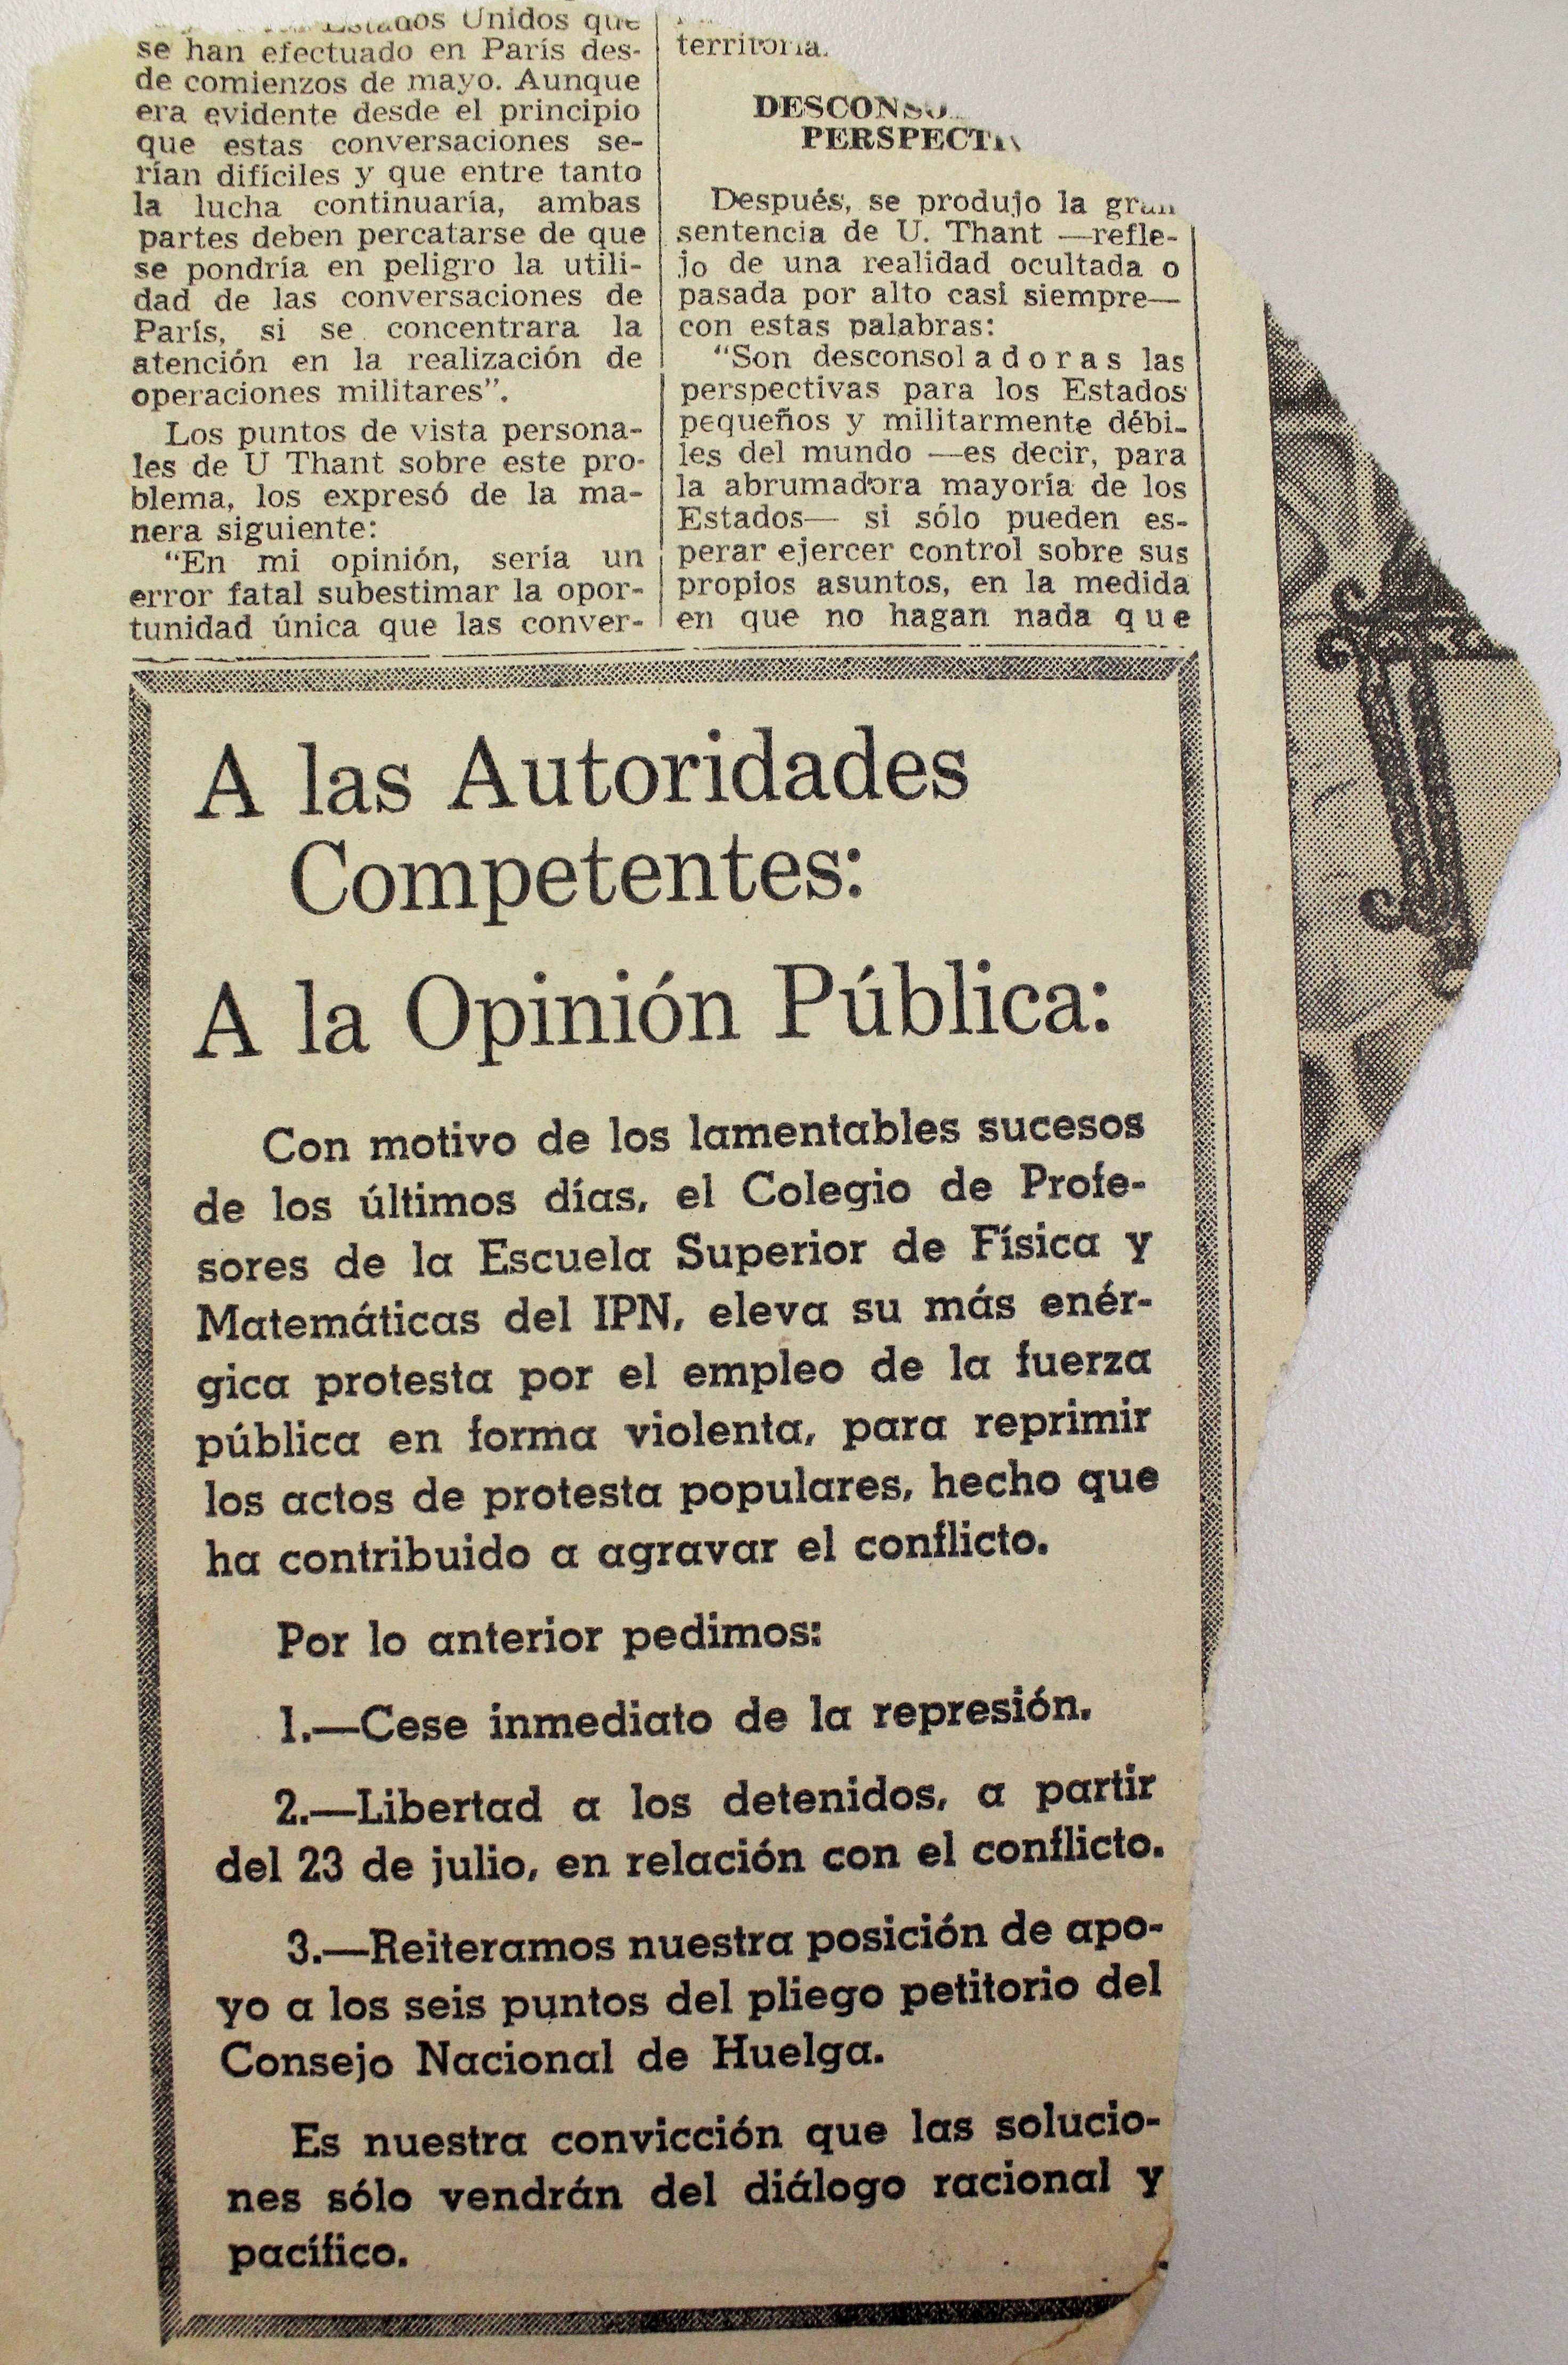 Estados Unidos que
se han efectuado en París des-
de comienzos de mayo. Aunque
era evidente desde el principio
que estas conversaciones se-
rían difíciles y que entre tanto
la lucha continuaría, ambas
partes deben percatarse de que
se pondría en peligro la utili-
dad de las conversaciones de
París, si se concentrara la
atención en la realización de
operaciones militares”.
Los puntos de vista persona-
les de U Thant sobre este pro-
blema, los expresó de la ma-
nera siguiente:
“En mi opinión, sería un
error fatal subestimar la opor-
tunidad única que las conver-
territoria.
Después, se produjo la gran
sentencia de U. Thant —refle-
jo de una realidad ocultada o
pasada por alto casi siempre—
con estas palabras:
“Son desconsoladoras las
perspectivas para los Estados
pequeños y militarmente débi-
les del mundo —es decir, para
la abrumadora mayoría de los
Estados— si sólo pueden es-
perar ejercer control sobre sus
propios asuntos, en la medida
en que no hagan nada que
A las Autoridades
Competentes:
A la Opinión Pública:
Con motivo de los lamentables sucesos
de los últimos días, el Colegio de Profe-
sores de la Escuela Superior de Física y
Matemáticas del IPN, eleva su más enér-
gica protesta por el empleo de la fuerza
pública en forma violenta, para reprimir
los actos de protesta populares, hecho que
ha contribuido a agravar el conflicto.
Por lo anterior pedimos:
1.—Cese inmediato de la represión.
2.—Libertad a los detenidos, a partir
del 23 de julio, en relación con el conflicto.
3.—Reiteramos nuestra posición de apo-
yo a los seis puntos del pliego petitorio del
Consejo Nacional de Huelga.
Es nuestra convicción que las solucio-
nes sólo vendrán del diálogo racional y
pacífico.